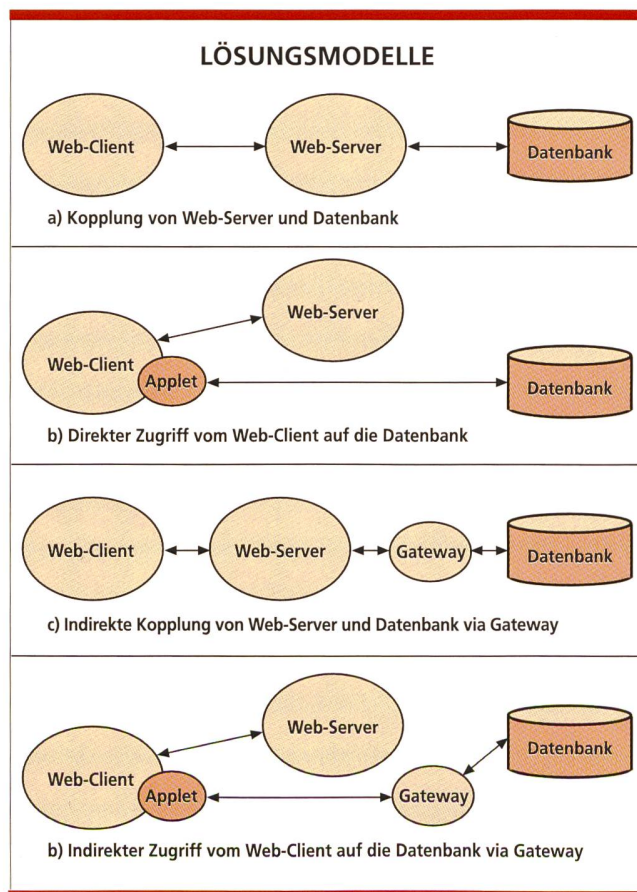 LÖSUNGSMODELLE
Web-Client
Web-Server
Datenbank
a) Kopplung von Web-Server und Datenbank
Web-Server
Web-Client
Applet
Datenbank
b) Direkter Zugriff vom Web-Client auf die Datenbank
Web-Client
Web-Server
Gateway
Datenbank
c) Indirekte Kopplung von Web-Server und Datenbank via Gateway
Web-Server
Datenbank
Web-Client
Applet
Gateway
b) Indirekter Zugriff vom Web-Client auf die Datenbank via Gateway